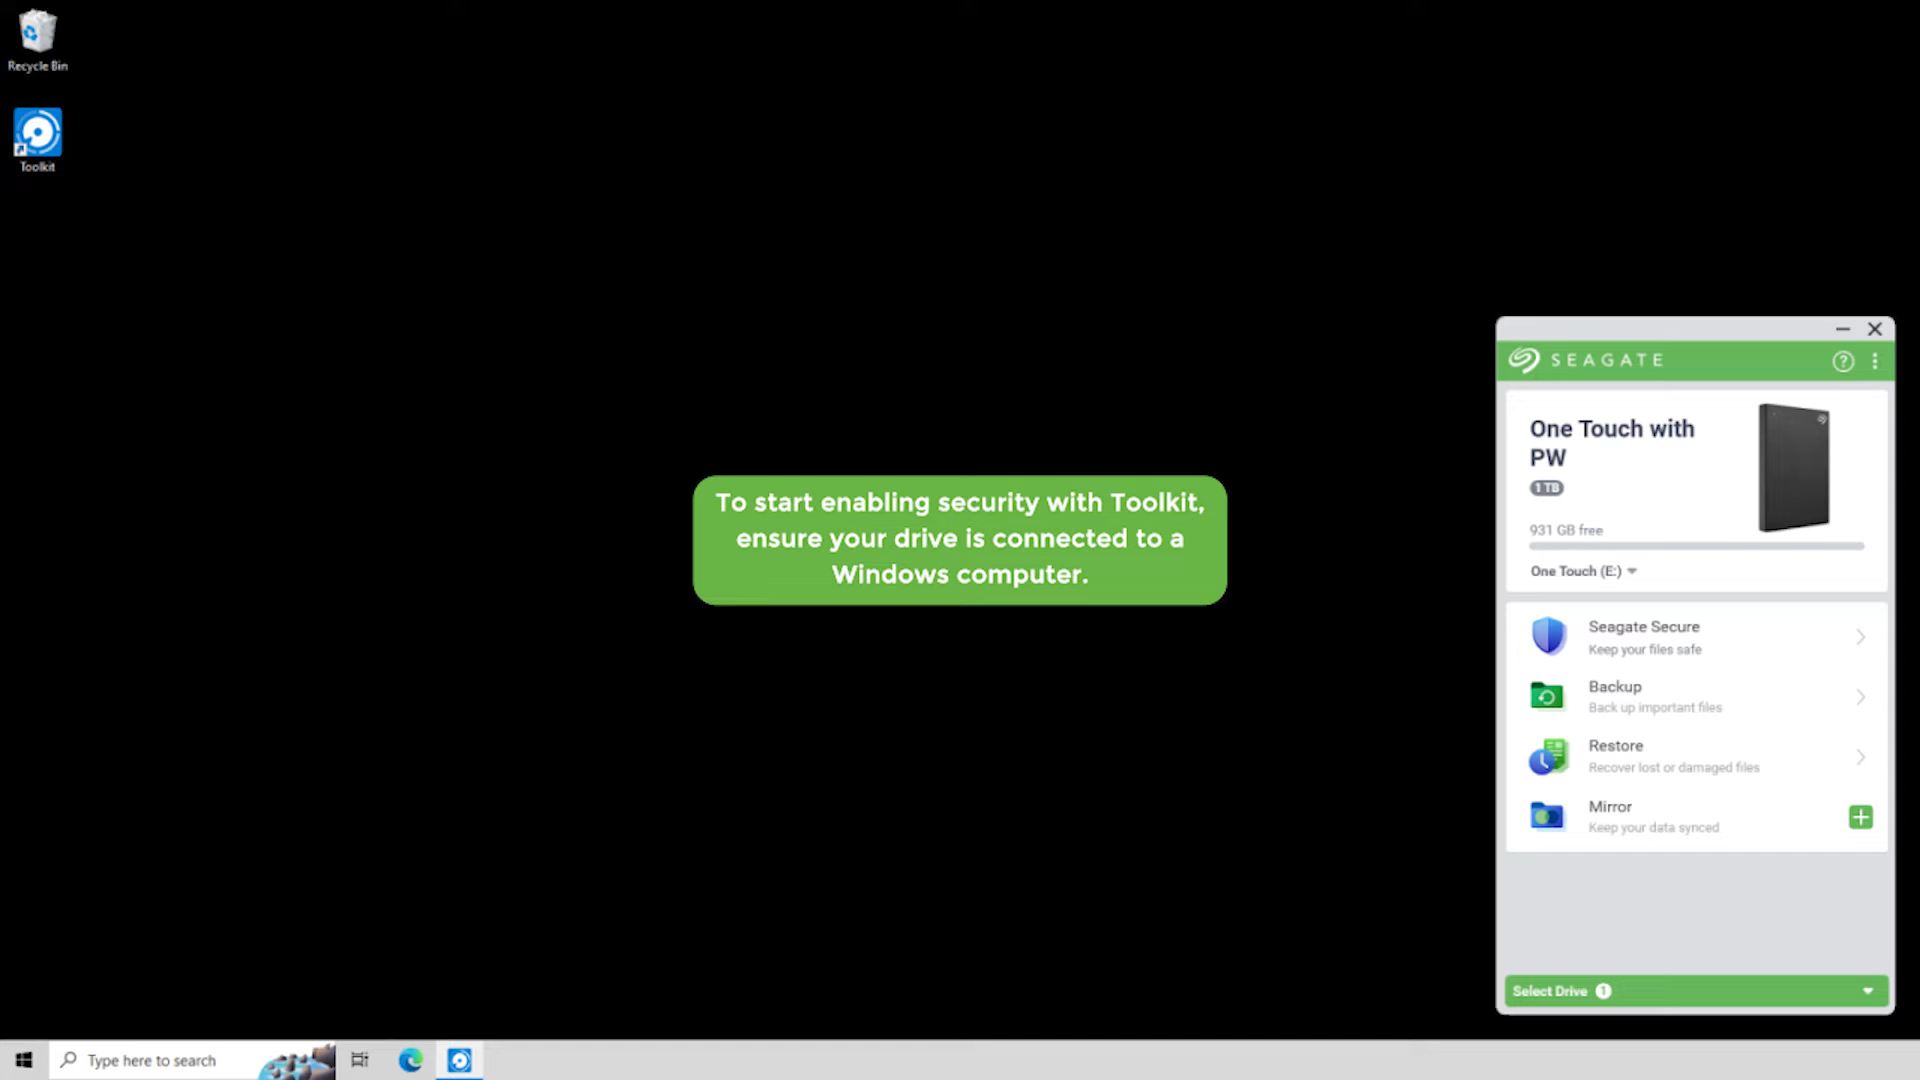 Recycle Bin
Toolkit
To start enabling security with Toolkit,
ensure your drive is connected to a
Windows computer.
SEAGATE
?
One Touch with
PW
1 TB
931 GB free
One Touch (E:)
Seagate Secure
Keep your files safe
Backup
Back up important files
Restore
Recover lost or damaged files
Mirror
Keep your data synced
Select Drive 1
Type here to search